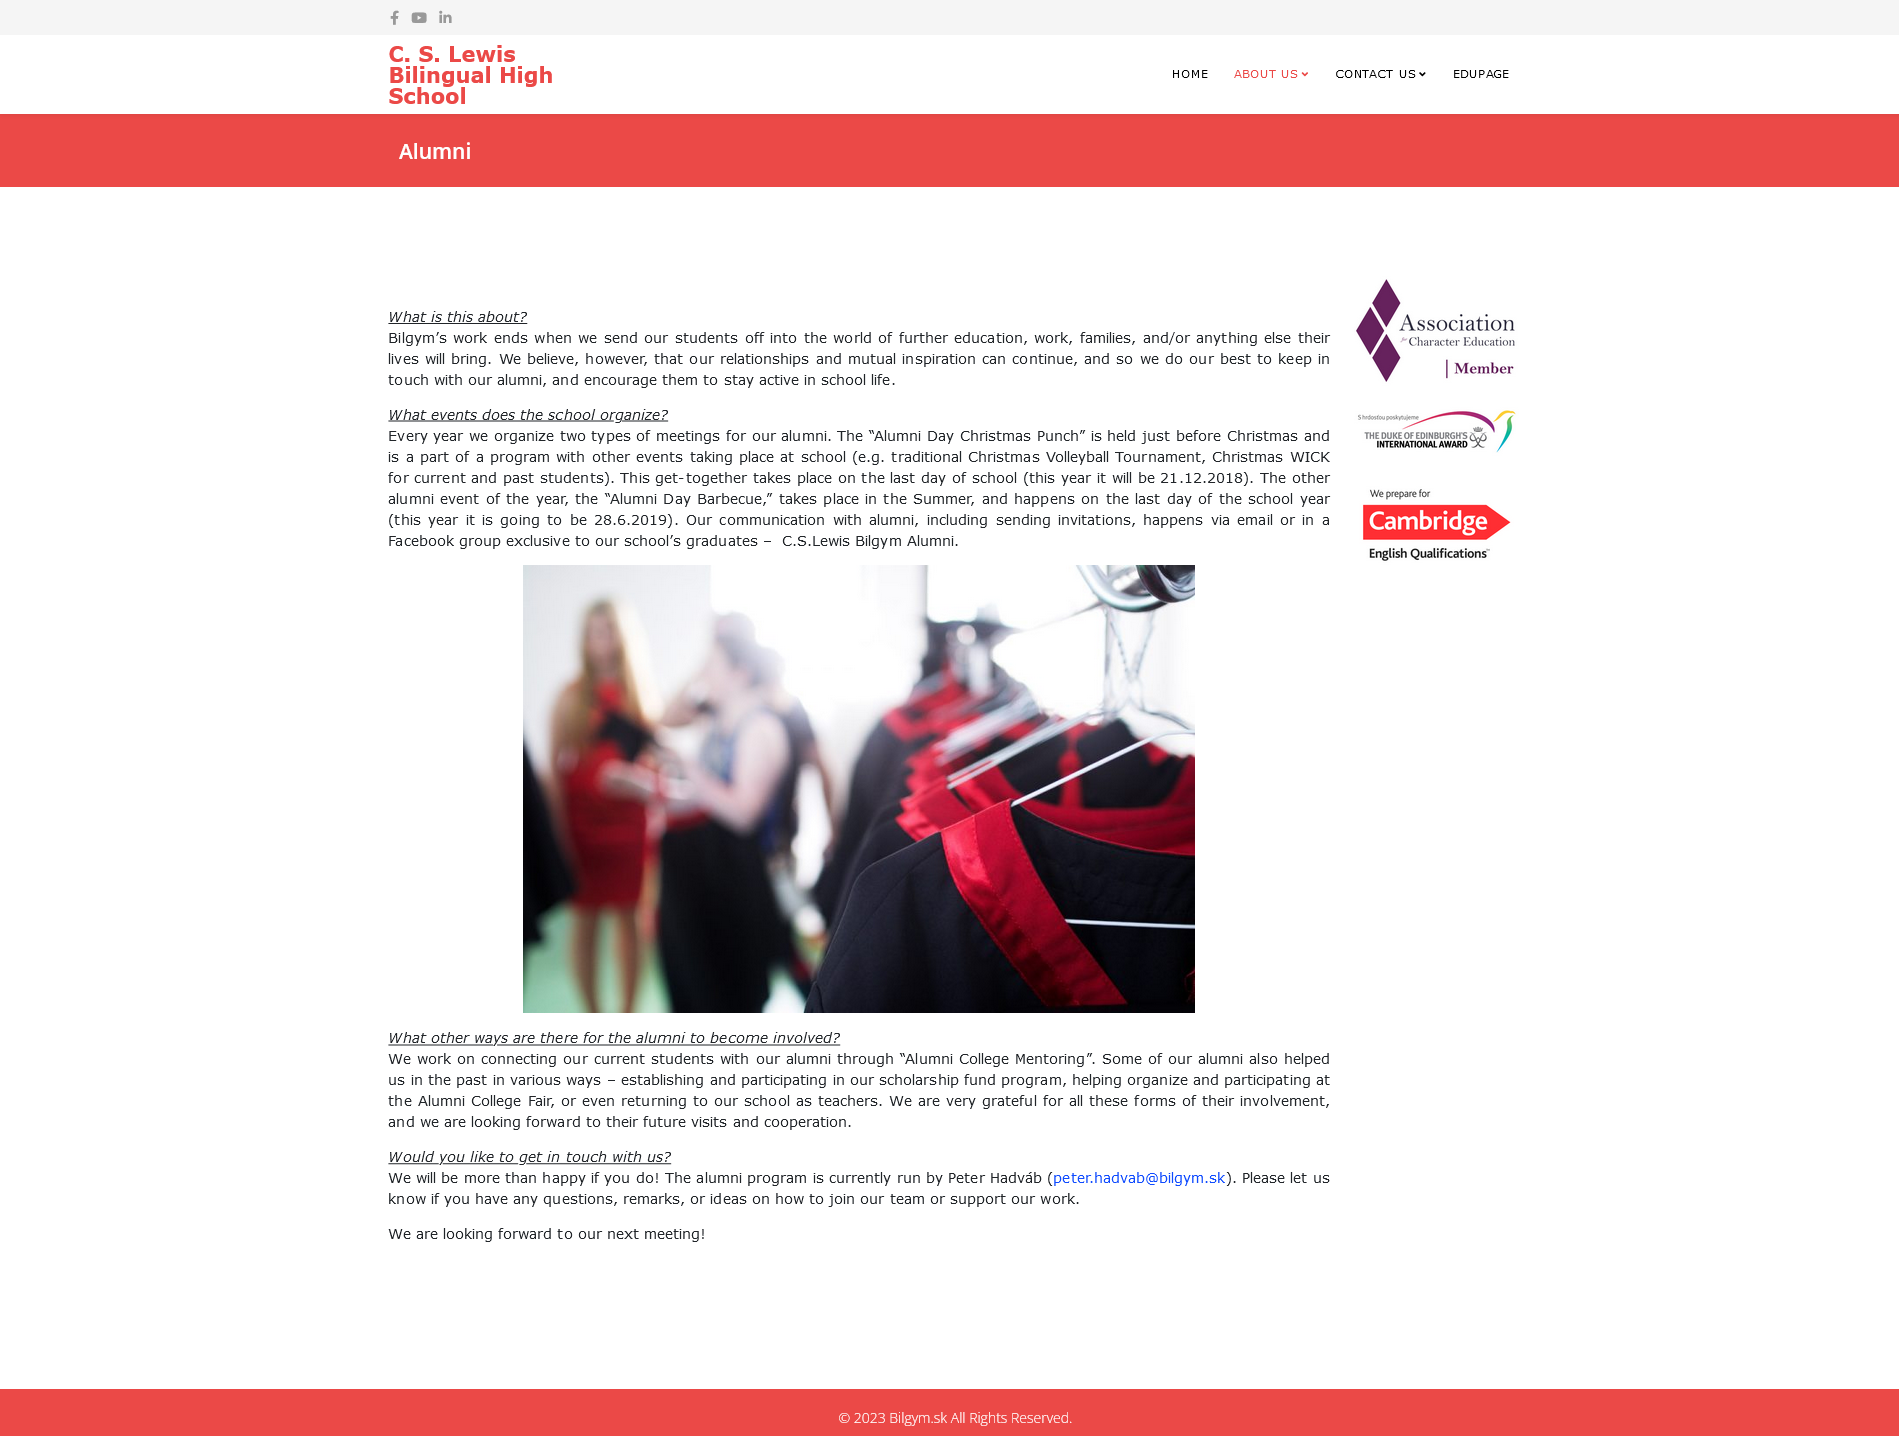 C. S. Lewis
Bilingual High
School
HOME
ABOUT US
CONTACT US
EDUPAGE
Alumni
What is this about?
Bilgym’s work ends when we send our students off into the world of further education, work, families, and/or anything else their
lives will bring. We believe, however, that our relationships and mutual inspiration can continue, and so we do our best to keep in
touch with our alumni, and encourage them to stay active in school life.
What events does the school organize?
Every year we organize two types of meetings for our alumni. The “Alumni Day Christmas Punch” is held just before Christmas and
is a part of a program with other events taking place at school (e.g. traditional Christmas Volleyball Tournament, Christmas WICK
for current and past students). This get-together takes place on the last day of school (this year it will be 21.12.2018). The other
alumni event of the year, the “Alumni Day Barbecue,” takes place in the Summer, and happens on the last day of the school year
(this year it is going to be 28.6.2019). Our communication with alumni, including sending invitations, happens via email or in a
Facebook group exclusive to our school’s graduates –  C.S.Lewis Bilgym Alumni.
What other ways are there for the alumni to become involved?
We work on connecting our current students with our alumni through “Alumni College Mentoring”. Some of our alumni also helped
us in the past in various ways – establishing and participating in our scholarship fund program, helping organize and participating at
the Alumni College Fair, or even returning to our school as teachers. We are very grateful for all these forms of their involvement,
and we are looking forward to their future visits and cooperation.
Would you like to get in touch with us?
We will be more than happy if you do! The alumni program is currently run by Peter Hadváb (peter.hadvab@bilgym.sk). Please let us
know if you have any questions, remarks, or ideas on how to join our team or support our work.
We are looking forward to our next meeting!
Association
for Character Education
Member
S hrdosťou poskytujeme
THE DUKE OF EDINBURGH'S
INTERNATIONAL AWARD
We prepare for
Cambridge
English Qualifications™
© 2023 Bilgym.sk All Rights Reserved.